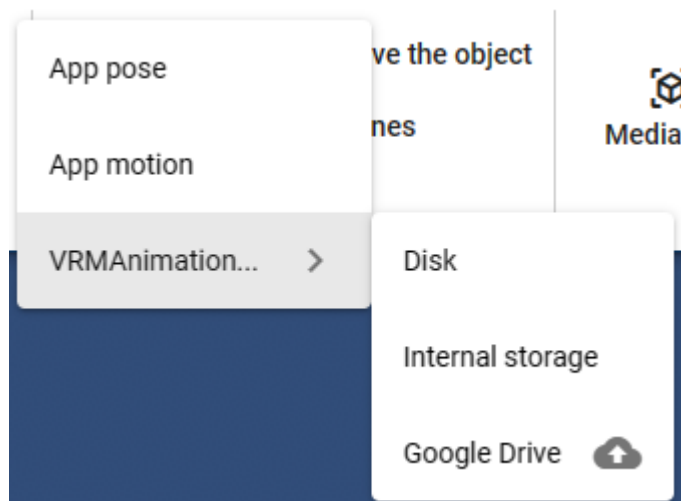 App pose
App motion
VRMAnimation...
ve the object
nes
Media
Disk
Internal storage
Google Drive